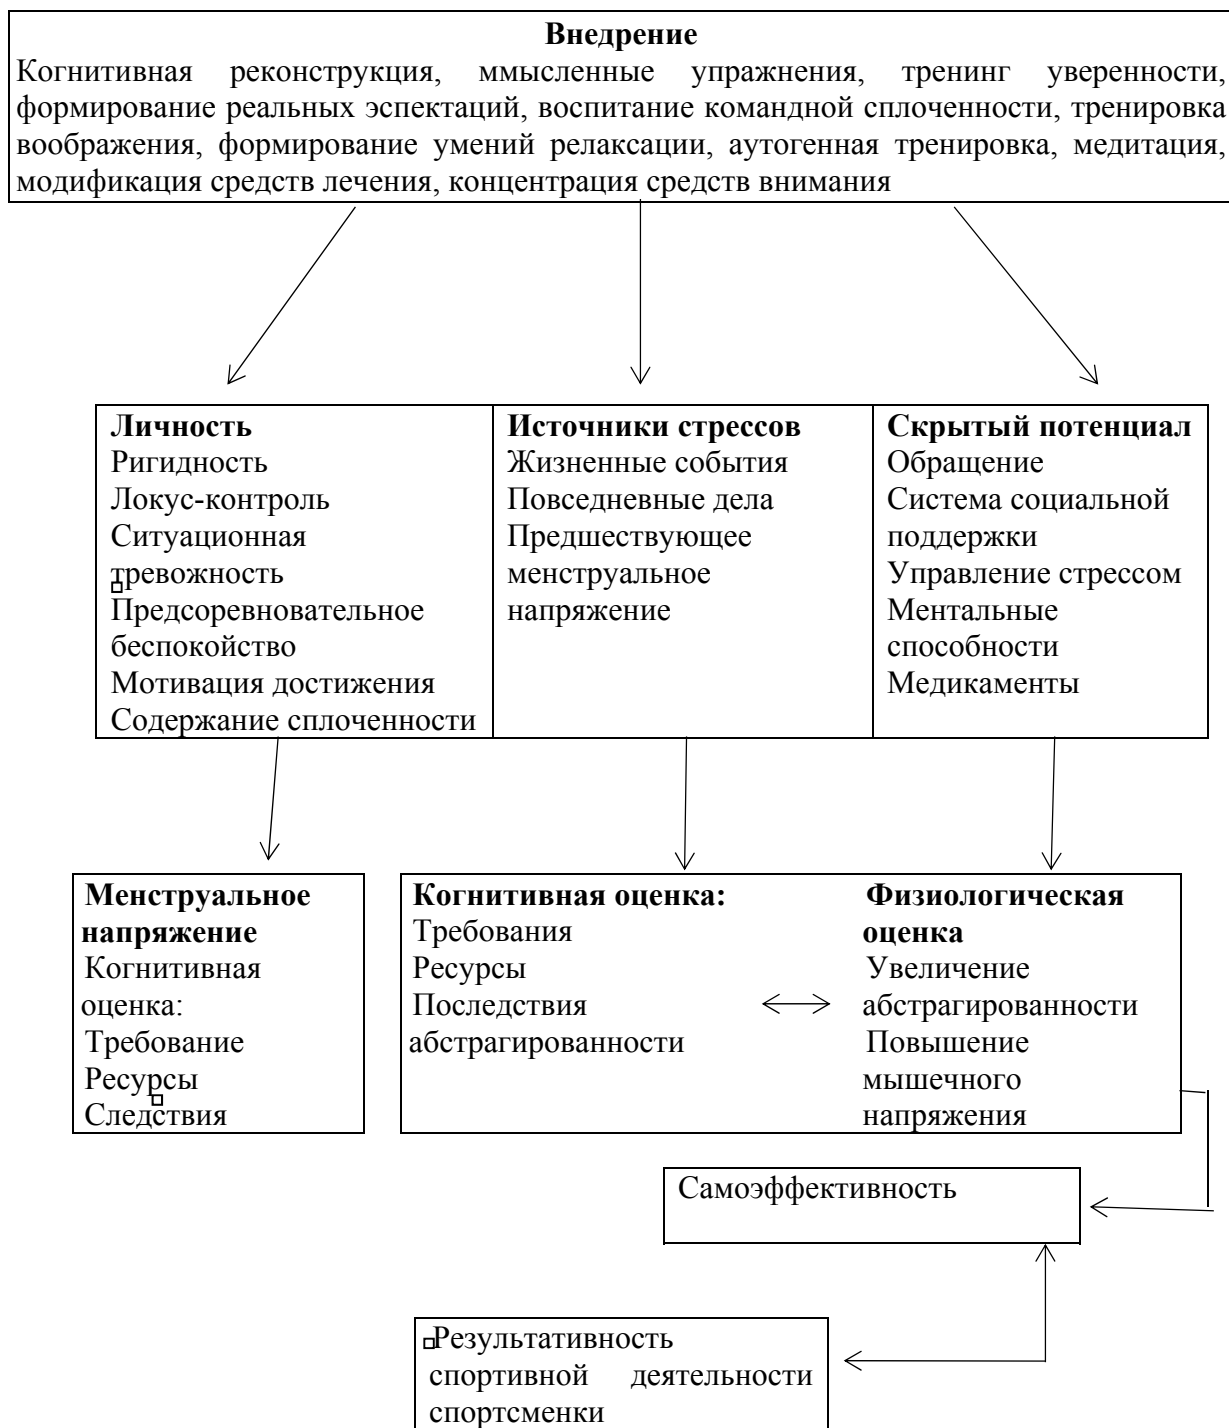 Внедрение
Когнитивная реконструкция, ммысленные упражнения, тренинг уверенности,
формирование реальных эспектаций, воспитание командной сплоченности, тренировка
воображения, формирование умений релаксации, аутогенная тренировка, медитация,
модификация средств лечения, концентрация средств внимания
Личность
Ригидность
Локус-контроль
Ситуационная
тревожность
Предсоревновательное
беспокойство
Мотивация достижения
Содержание сплоченности
Источники стрессов
Жизненные события
Повседневные дела
Предшествующее
менструальное
напряжение
Скрытый потенциал
Обращение
Система социальной
поддержки
Управление стрессом
Ментальные
способности
Медикаменты
Менструальное
напряжение
Когнитивная
оценка:
Требование
Ресурсы
Следствия
Когнитивная оценка:
Требования
Ресурсы
Последствия
абстрагированности
Физиологическая
оценка
Увеличение
абстрагированности
Повышение
мышечного
напряжения
Самоэффективность
Результативность
спортивной деятельности
спортсменки